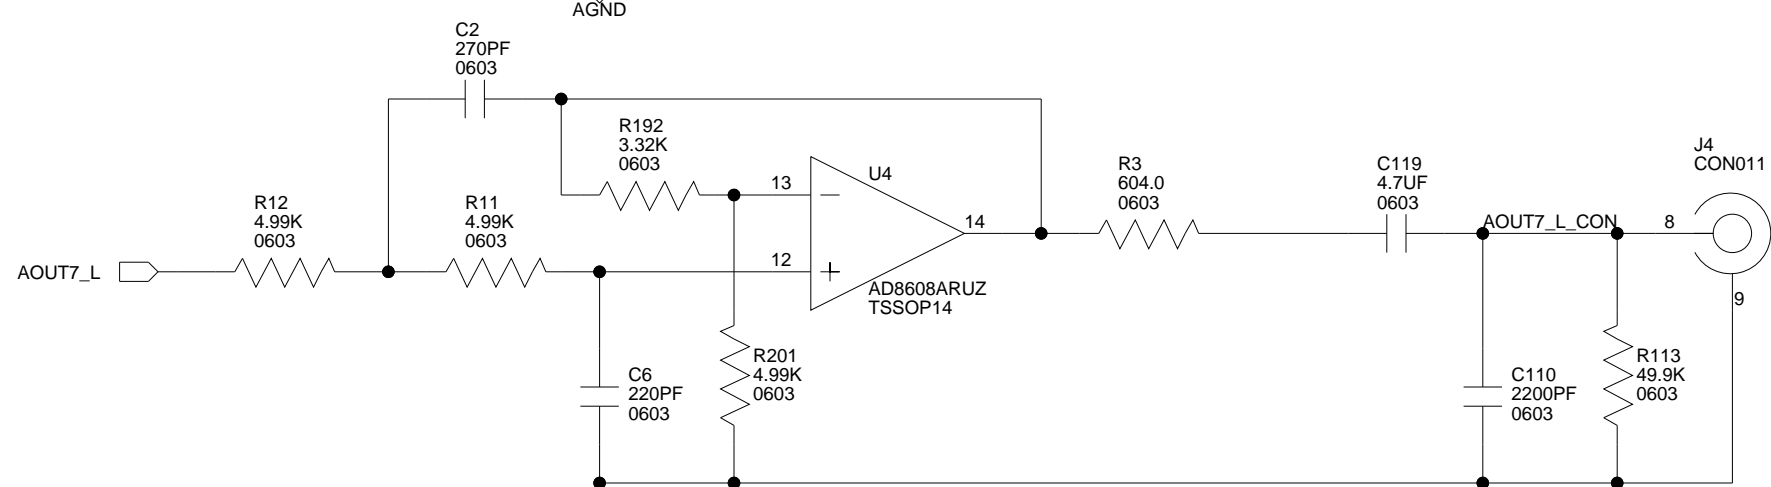 AGND
C2
270PF
0603
R192
3.32K
0603
J4
CON011
R12
4.99K
0603
R11
4.99K
0603
13
U4
14
12
AD8608ARUZ
TSSOP14
R3
604.0
0603
C119
4.7UF
0603
AOUT7_L_CON
8
9
AOUT7_L
C6
220PF
0603
R201
4.99K
0603
C110
2200PF
0603
R113
49.9K
0603